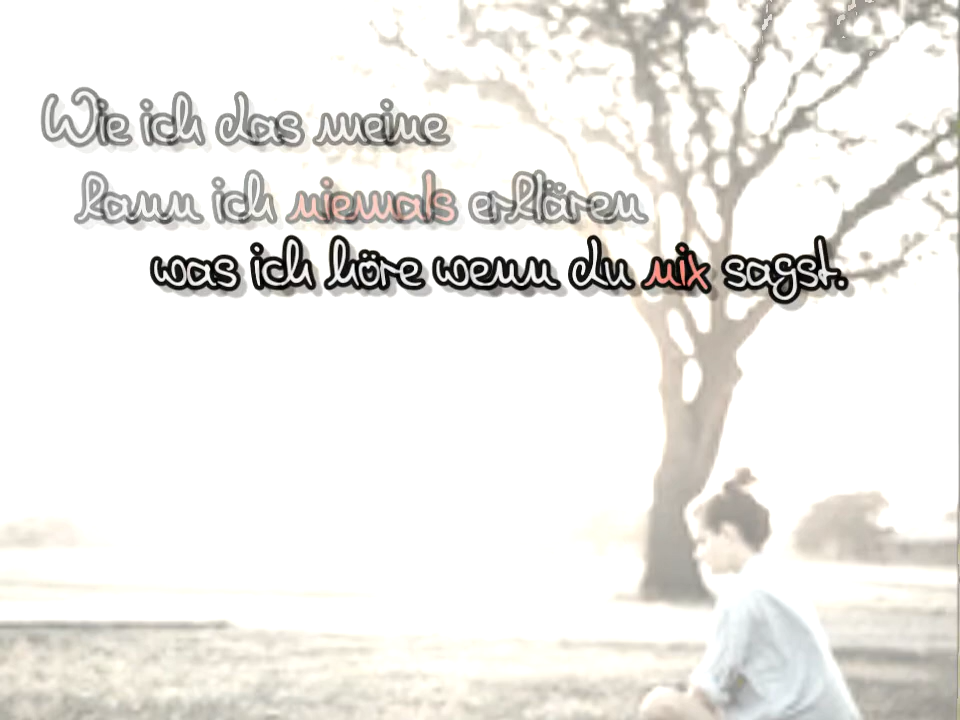 Wie ich das meine
kann ich niemals erklären
was ich höre wenn du nix sagst.